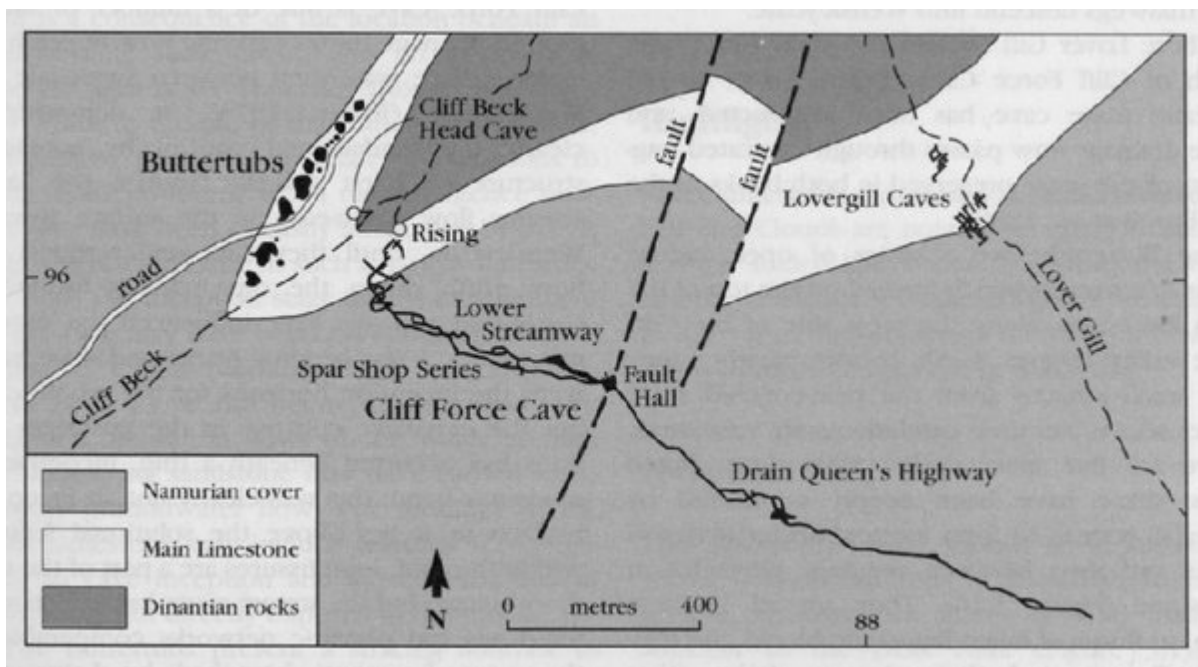 Cliff Beck
Head Cave
Buttertubs
fault
fault
Lovergill Caves
Rising
96
road
Lower
Streamway
Lover Gill
Spar Shop Series
Fault
Hall
Cliff Beck
Cliff Force Cave
Drain Queen's Highway
Namurian cover
Main Limestone
Dinantian rocks
N
0 metres 400
88